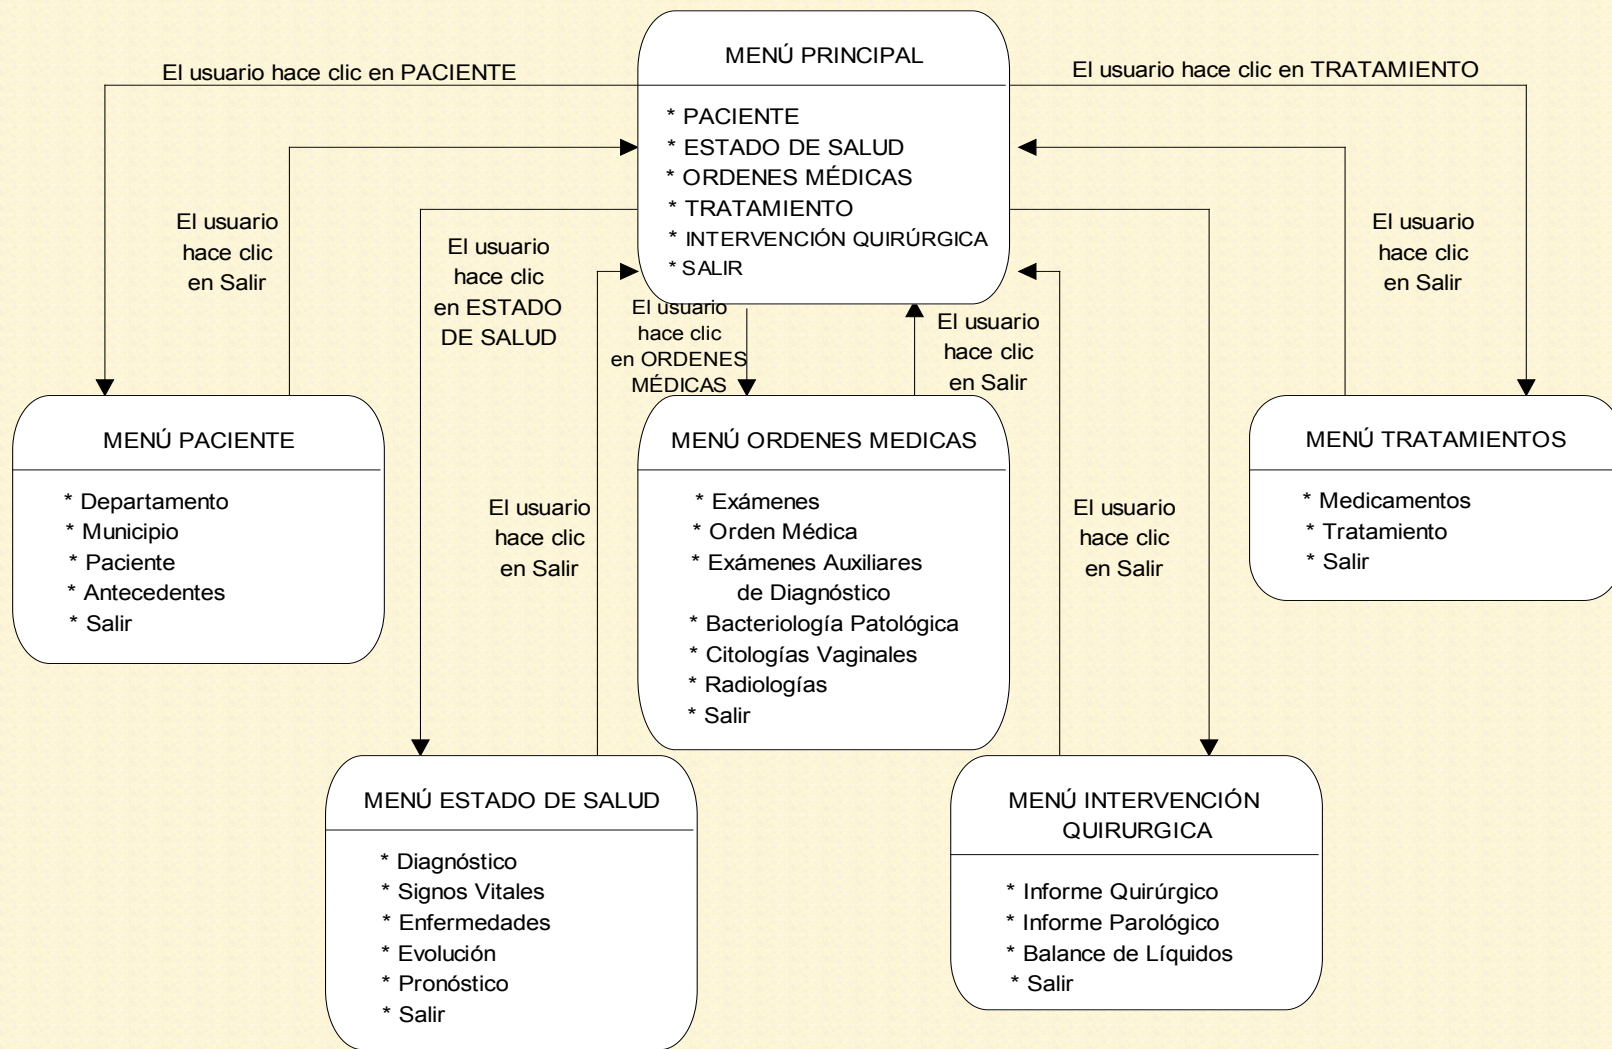 MENÚ PRINCIPAL
* PACIENTE
* ESTADO DE SALUD
* ORDENES MÉDICAS
* TRATAMIENTO
* INTERVENCIÓN QUIRÚRGICA
* SALIR
El usuario hace clic en PACIENTE
El usuario hace clic en TRATAMIENTO
El usuario
hace clic
en Salir
El usuario
hace clic
en ESTADO
DE SALUD
El usuario
hace clic
en ORDENES
MÉDICAS
El usuario
hace clic
en Salir
El usuario
hace clic
en Salir
MENÚ PACIENTE
* Departamento
* Municipio
* Paciente
* Antecedentes
* Salir
El usuario
hace clic
en Salir
MENÚ ORDENES MEDICAS
* Exámenes
* Orden Médica
* Exámenes Auxiliares
de Diagnóstico
* Bacteriología Patológica
* Citologías Vaginales
* Radiologías
* Salir
El usuario
hace clic
en Salir
MENÚ TRATAMIENTOS
* Medicamentos
* Tratamiento
* Salir
MENÚ ESTADO DE SALUD
* Diagnóstico
* Signos Vitales
* Enfermedades
* Evolución
* Pronóstico
* Salir
MENÚ INTERVENCIÓN
QUIRURGICA
* Informe Quirúrgico
* Informe Parológico
* Balance de Líquidos
* Salir